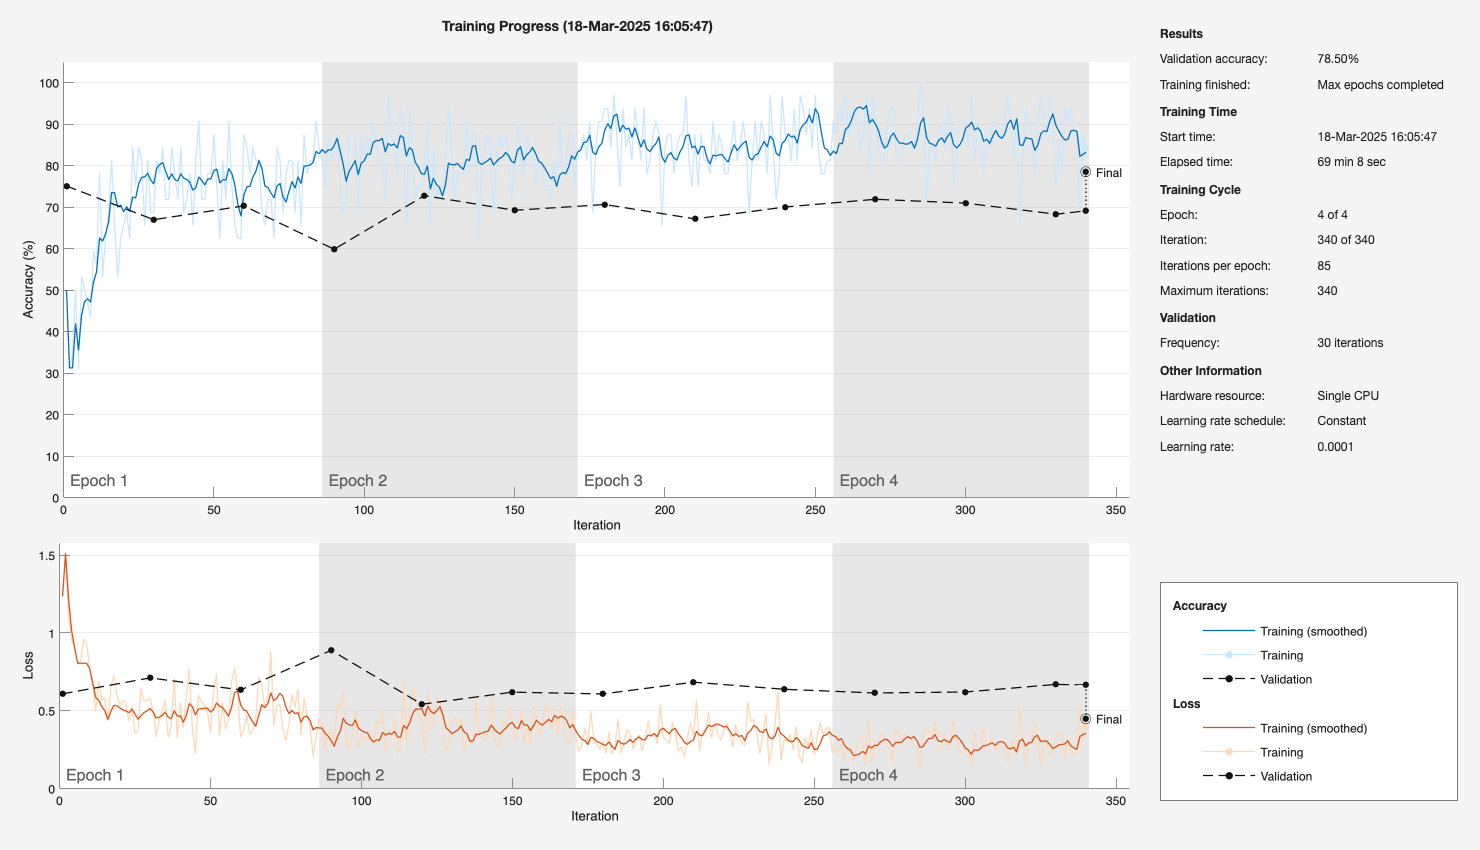 Training Progress (18-Mar-2025 16:05:47)
Accuracy (%)
100
90
80
70
60
50
40
30
20
10
0
Final
Epoch 1
Epoch 2
Epoch 3
Epoch 4
0 50 100 150 200 250 300 350
Iteration
Loss
1.5
1
0.5
0
Final
Epoch 1
Epoch 2
Epoch 3
Epoch 4
0 50 100 150 200 250 300 350
Iteration
Results
Validation accuracy: 78.50%
Training finished: Max epochs completed
Training Time
Start time: 18-Mar-2025 16:05:47
Elapsed time: 69 min 8 sec
Training Cycle
Epoch: 4 of 4
Iteration: 340 of 340
Iterations per epoch: 85
Maximum iterations: 340
Validation
Frequency: 30 iterations
Other Information
Hardware resource: Single CPU
Learning rate schedule: Constant
Learning rate: 0.0001
Accuracy
Training (smoothed)
Training
Validation
Loss
Training (smoothed)
Training
Validation